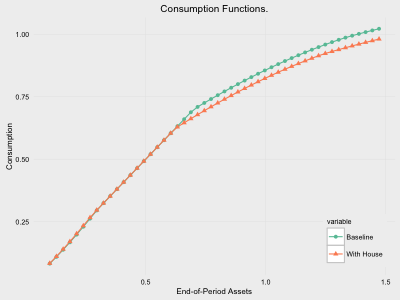 Consumption Functions.
Consumption
1.00
0.75
0.50
0.25
0.5
1.0
1.5
End-of-Period Assets
variable
Baseline
With House